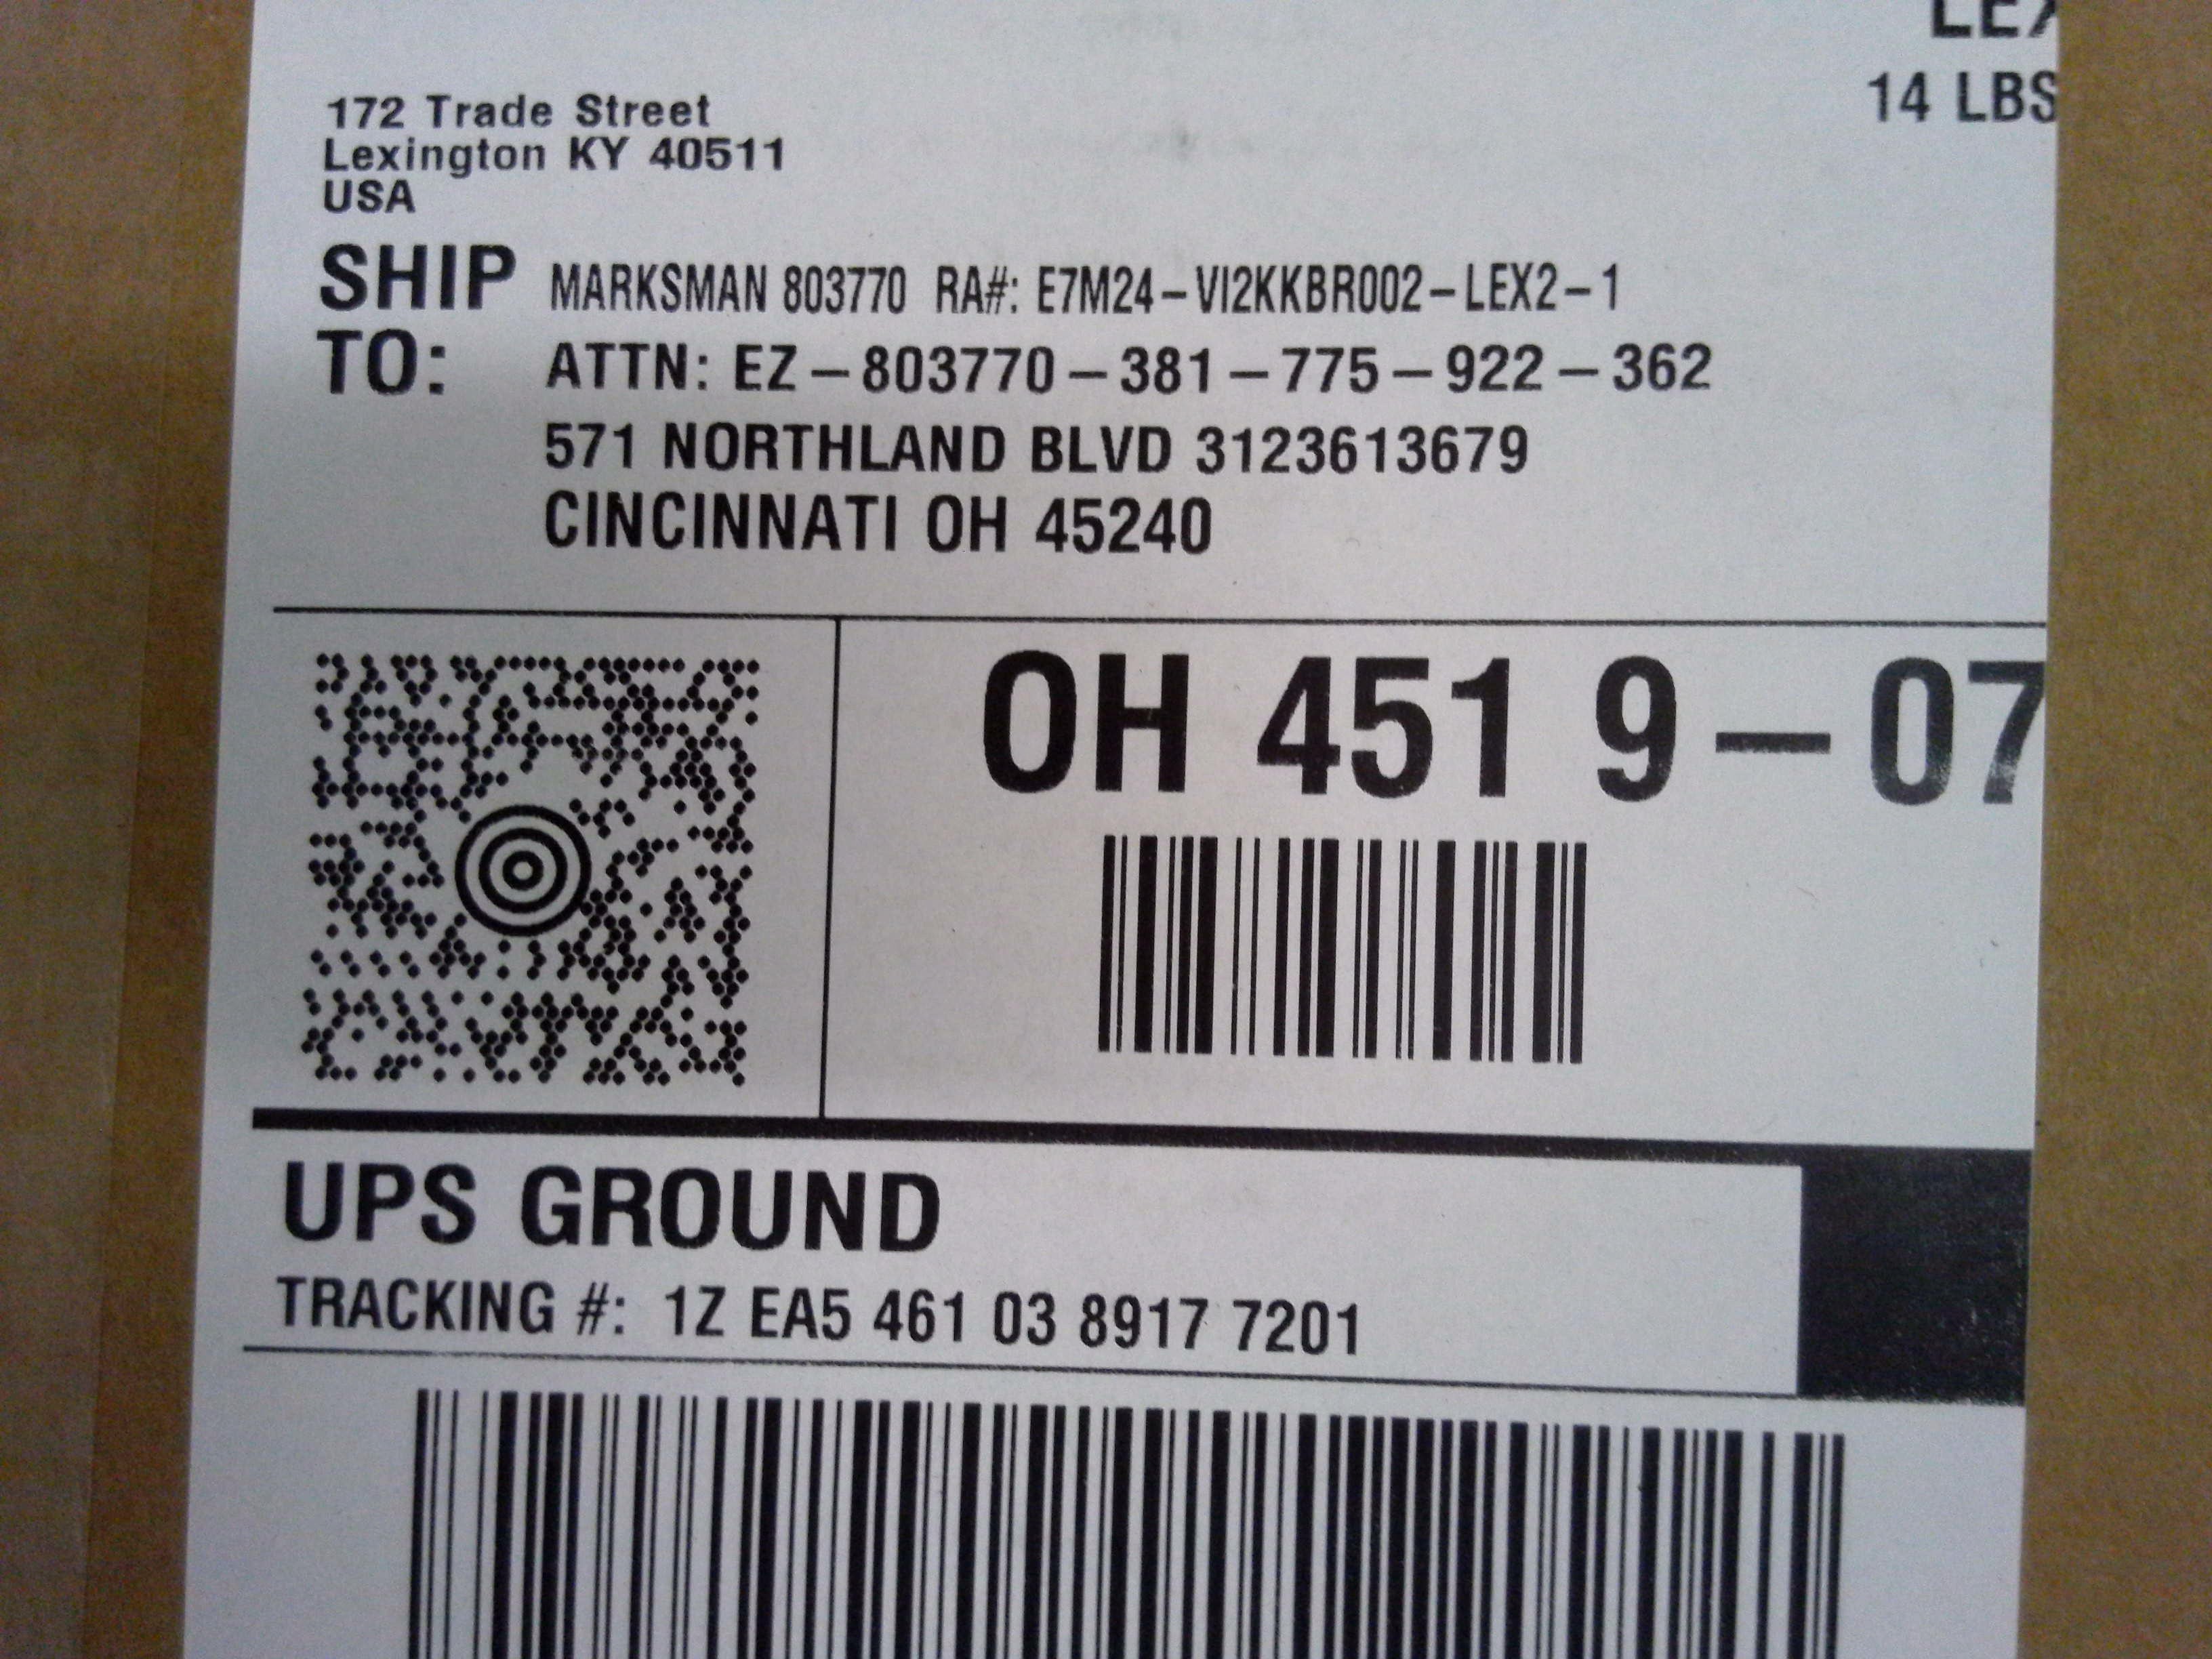 14 LBS
172 Trade Street
Lexington KY 40511
USA
SHIP TO:
MARKSMAN 803770 RA#: E7M24-VI2KKBR002-LEX2-1
ATTN: EZ-803770-381-775-922-362
571 NORTHLAND BLVD 3123613679
CINCINNATI OH 45240
OH 451 9-07
UPS GROUND
TRACKING #: 1Z EA5 461 03 8917 7201